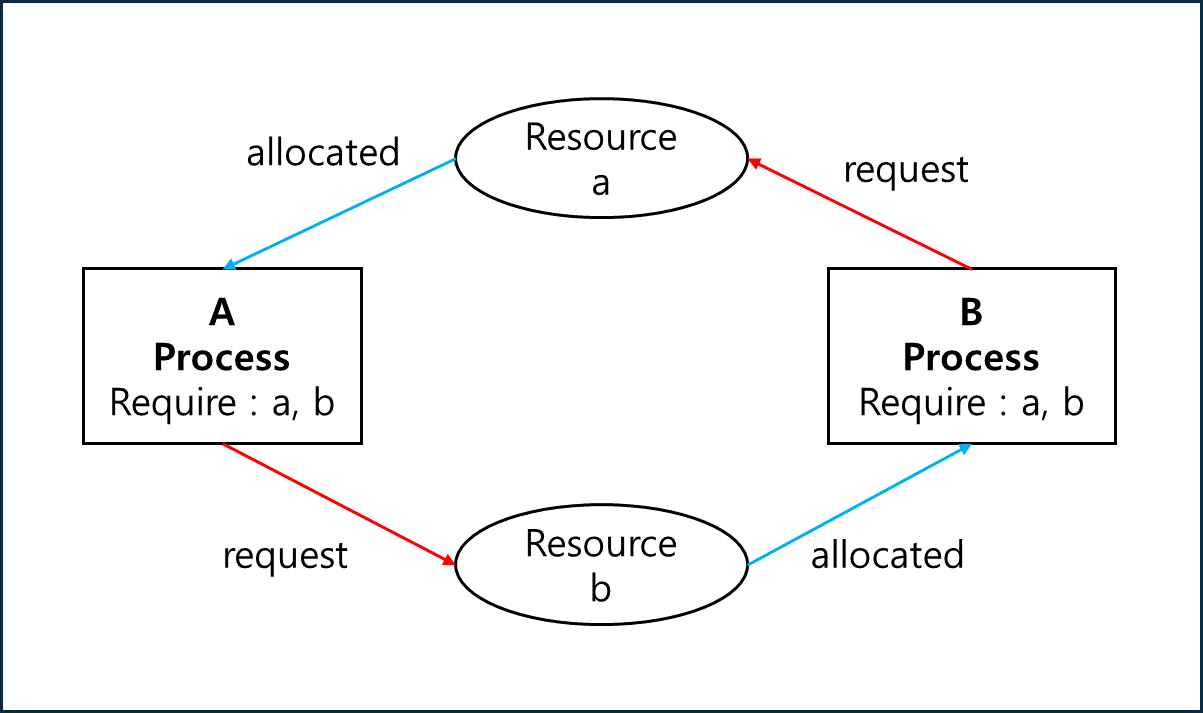 Resource
a
allocated
request
A
Process
Require : a, b
B
Process
Require : a, b
Resource
b
request
allocated